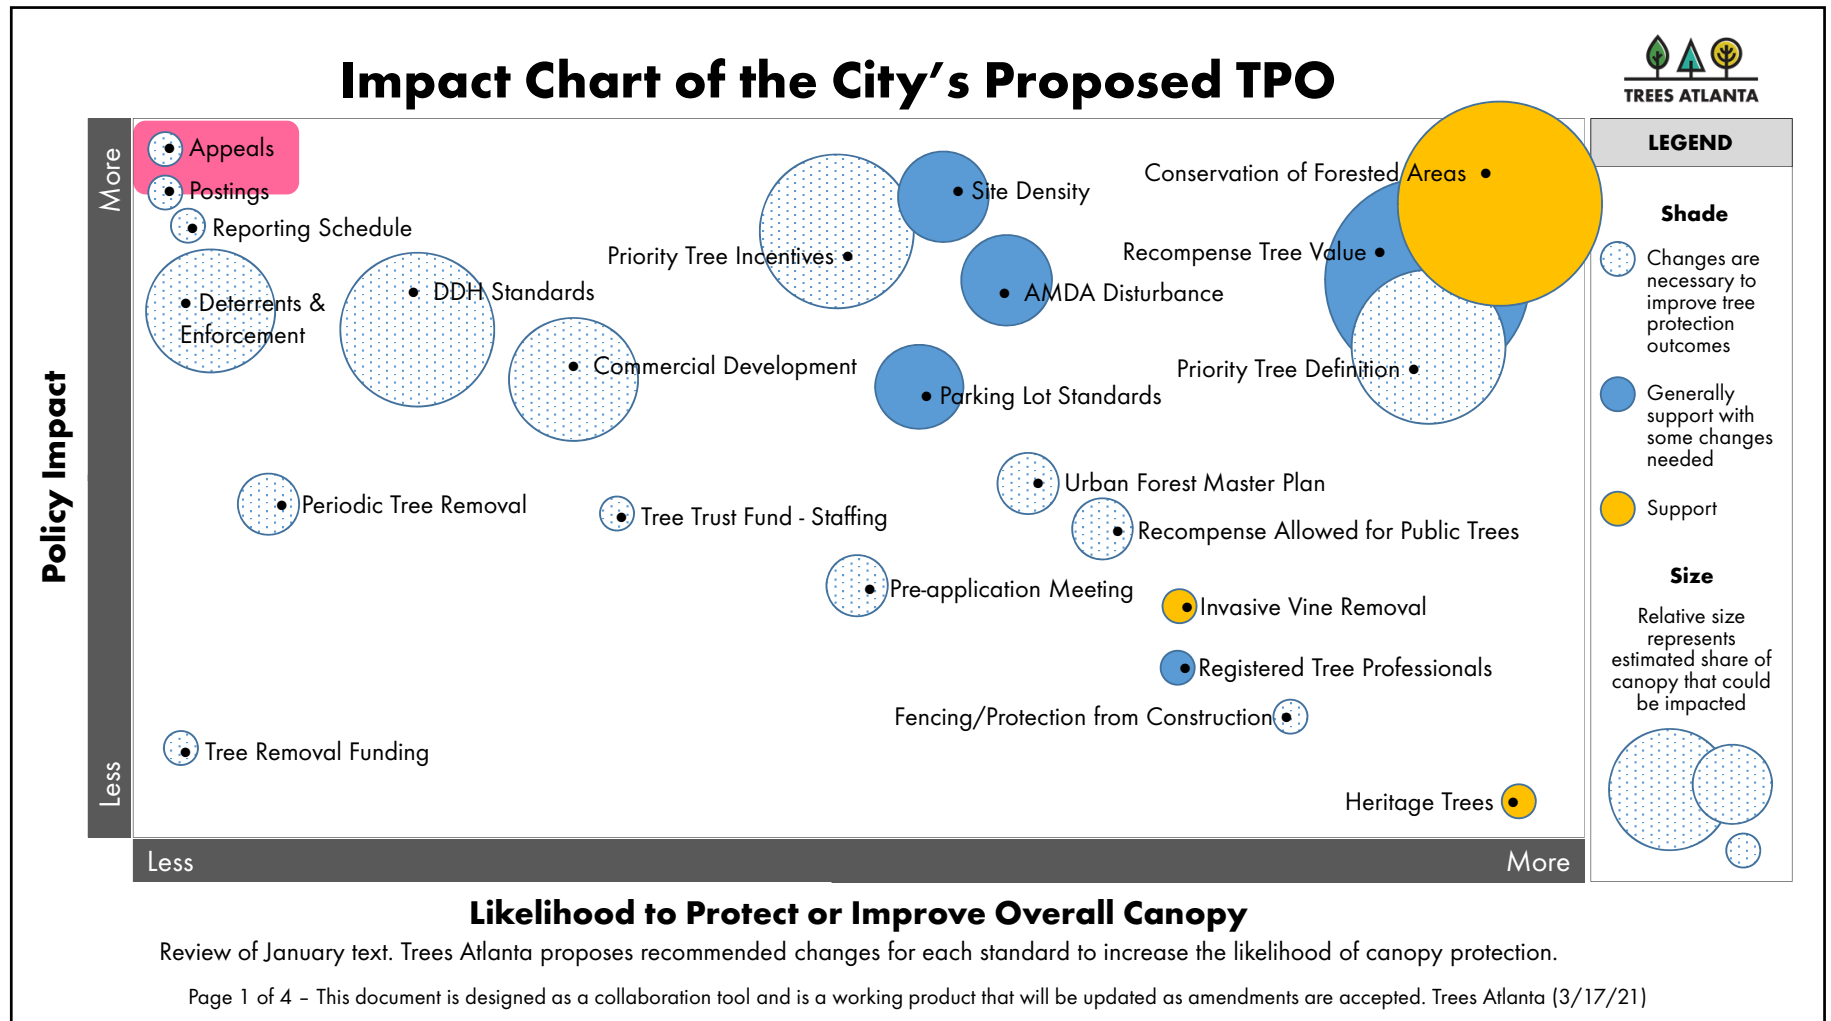 Impact Chart of the City's Proposed TPO
TREES ATLANTA
More
Policy Impact
Less
Appeals
Postings
Reporting Schedule
Deterrents &
Enforcement
DDH Standards
Priority Tree Incentives
Site Density
AMDA Disturbance
Conservation of Forested Areas
Recompense Tree Value
Priority Tree Definition
Commercial Development
Parking Lot Standards
Periodic Tree Removal
Tree Trust Fund - Staffing
Urban Forest Master Plan
Recompense Allowed for Public Trees
Pre-application Meeting
Invasive Vine Removal
Registered Tree Professionals
Fencing/Protection from Construction
Tree Removal Funding
Heritage Trees
LEGEND
Shade
Changes are
necessary to
improve tree
protection
outcomes
Generally
support with
some changes
needed
Support
Size
Relative size
represents
estimated share of
canopy that could
be impacted
Less
More
Likelihood to Protect or Improve Overall Canopy
Review of January text. Trees Atlanta proposes recommended changes for each standard to increase the likelihood of canopy protection.
Page 1 of 4 – This document is designed as a collaboration tool and is a working product that will be updated as amendments are accepted. Trees Atlanta (3/17/21)